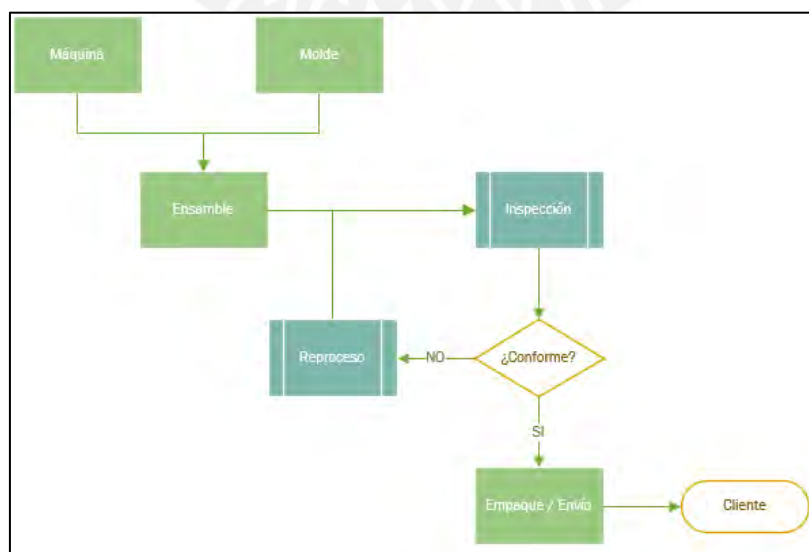 Máquina
Molde
Ensamble
Inspección
Reproceso
NO
¿Conforme?
SI
Empaque / Envío
Cliente